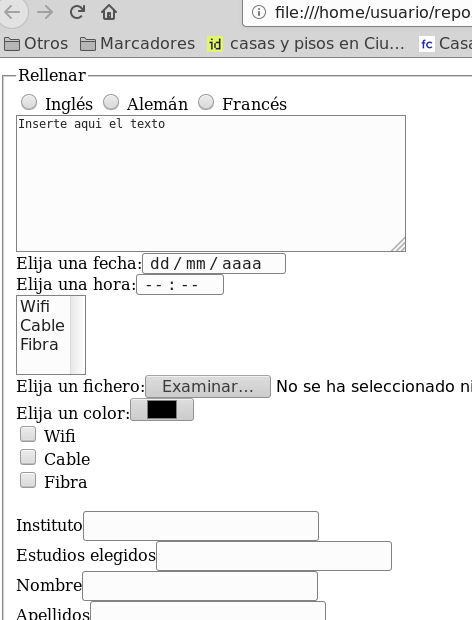 file:///home/usuario/repo
Otros Marcadores casas y pisos en Ciu… Casa
Rellenar
Inglés Alemán Francés
Inserte aqui el texto
Elija una fecha: dd/mm/aaaa
Elija una hora: --:--
Wifi
Cable
Fibra
Elija un fichero: Examinar… No se ha seleccionado ni
Elija un color:
Wifi
Cable
Fibra
Instituto
Estudios elegidos
Nombre
Apellidos